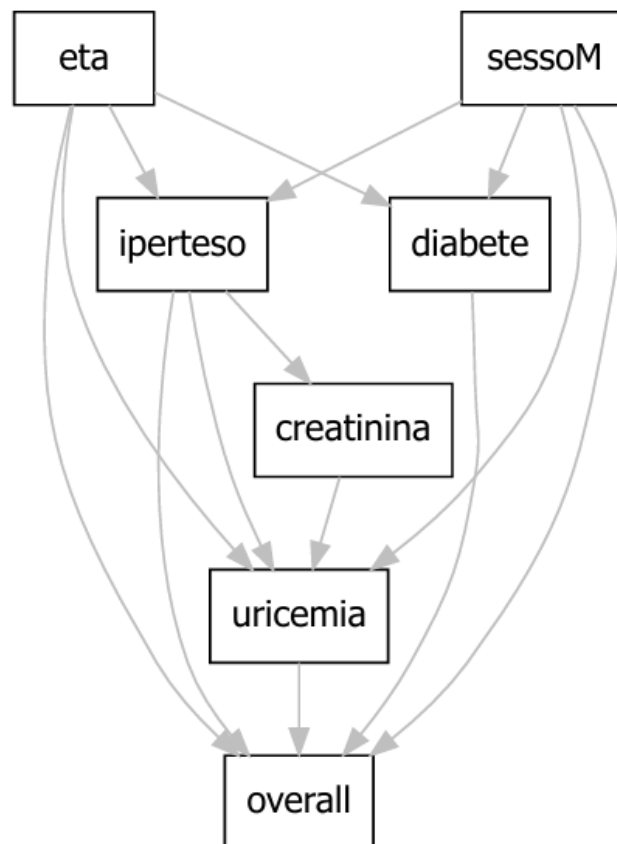 eta
sessoM
iperteso
diabete
creatinina
uricemia
overall